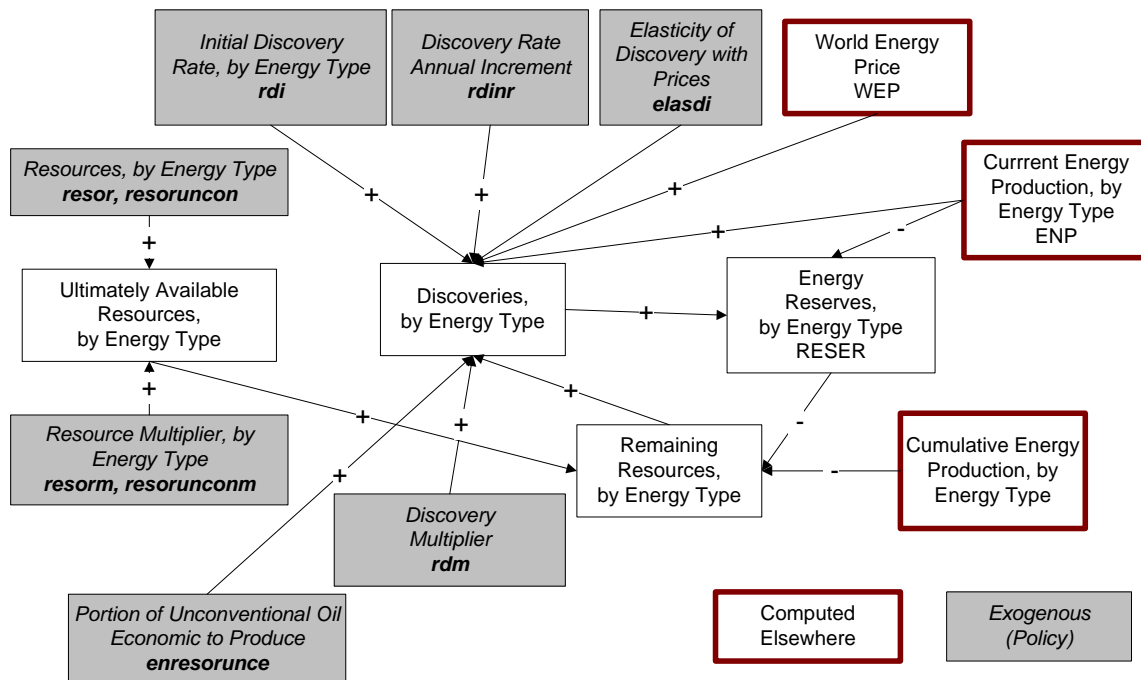 Initial Discovery
Rate, by Energy Type
rdi
Discovery Rate
Annual Increment
rdinr
Elasticity of
Discovery with
Prices
elasdi
World Energy
Price
WEP
Resources, by Energy Type
resor, resoruncon
Currrent Energy
Production, by
Energy Type
ENP
+
+
+
+
+
-
Ultimately Available
Resources,
by Energy Type
Discoveries,
by Energy Type
+
Energy
Reserves,
by Energy Type
RESER
+
+
+
+
-
Resource Multiplier, by
Energy Type
resorm, resorunconm
Remaining
Resources,
by Energy Type
-
Cumulative Energy
Production, by
Energy Type
+
Discovery
Multiplier
rdm
Portion of Unconventional Oil
Economic to Produce
enresorunce
Computed
Elsewhere
Exogenous
(Policy)